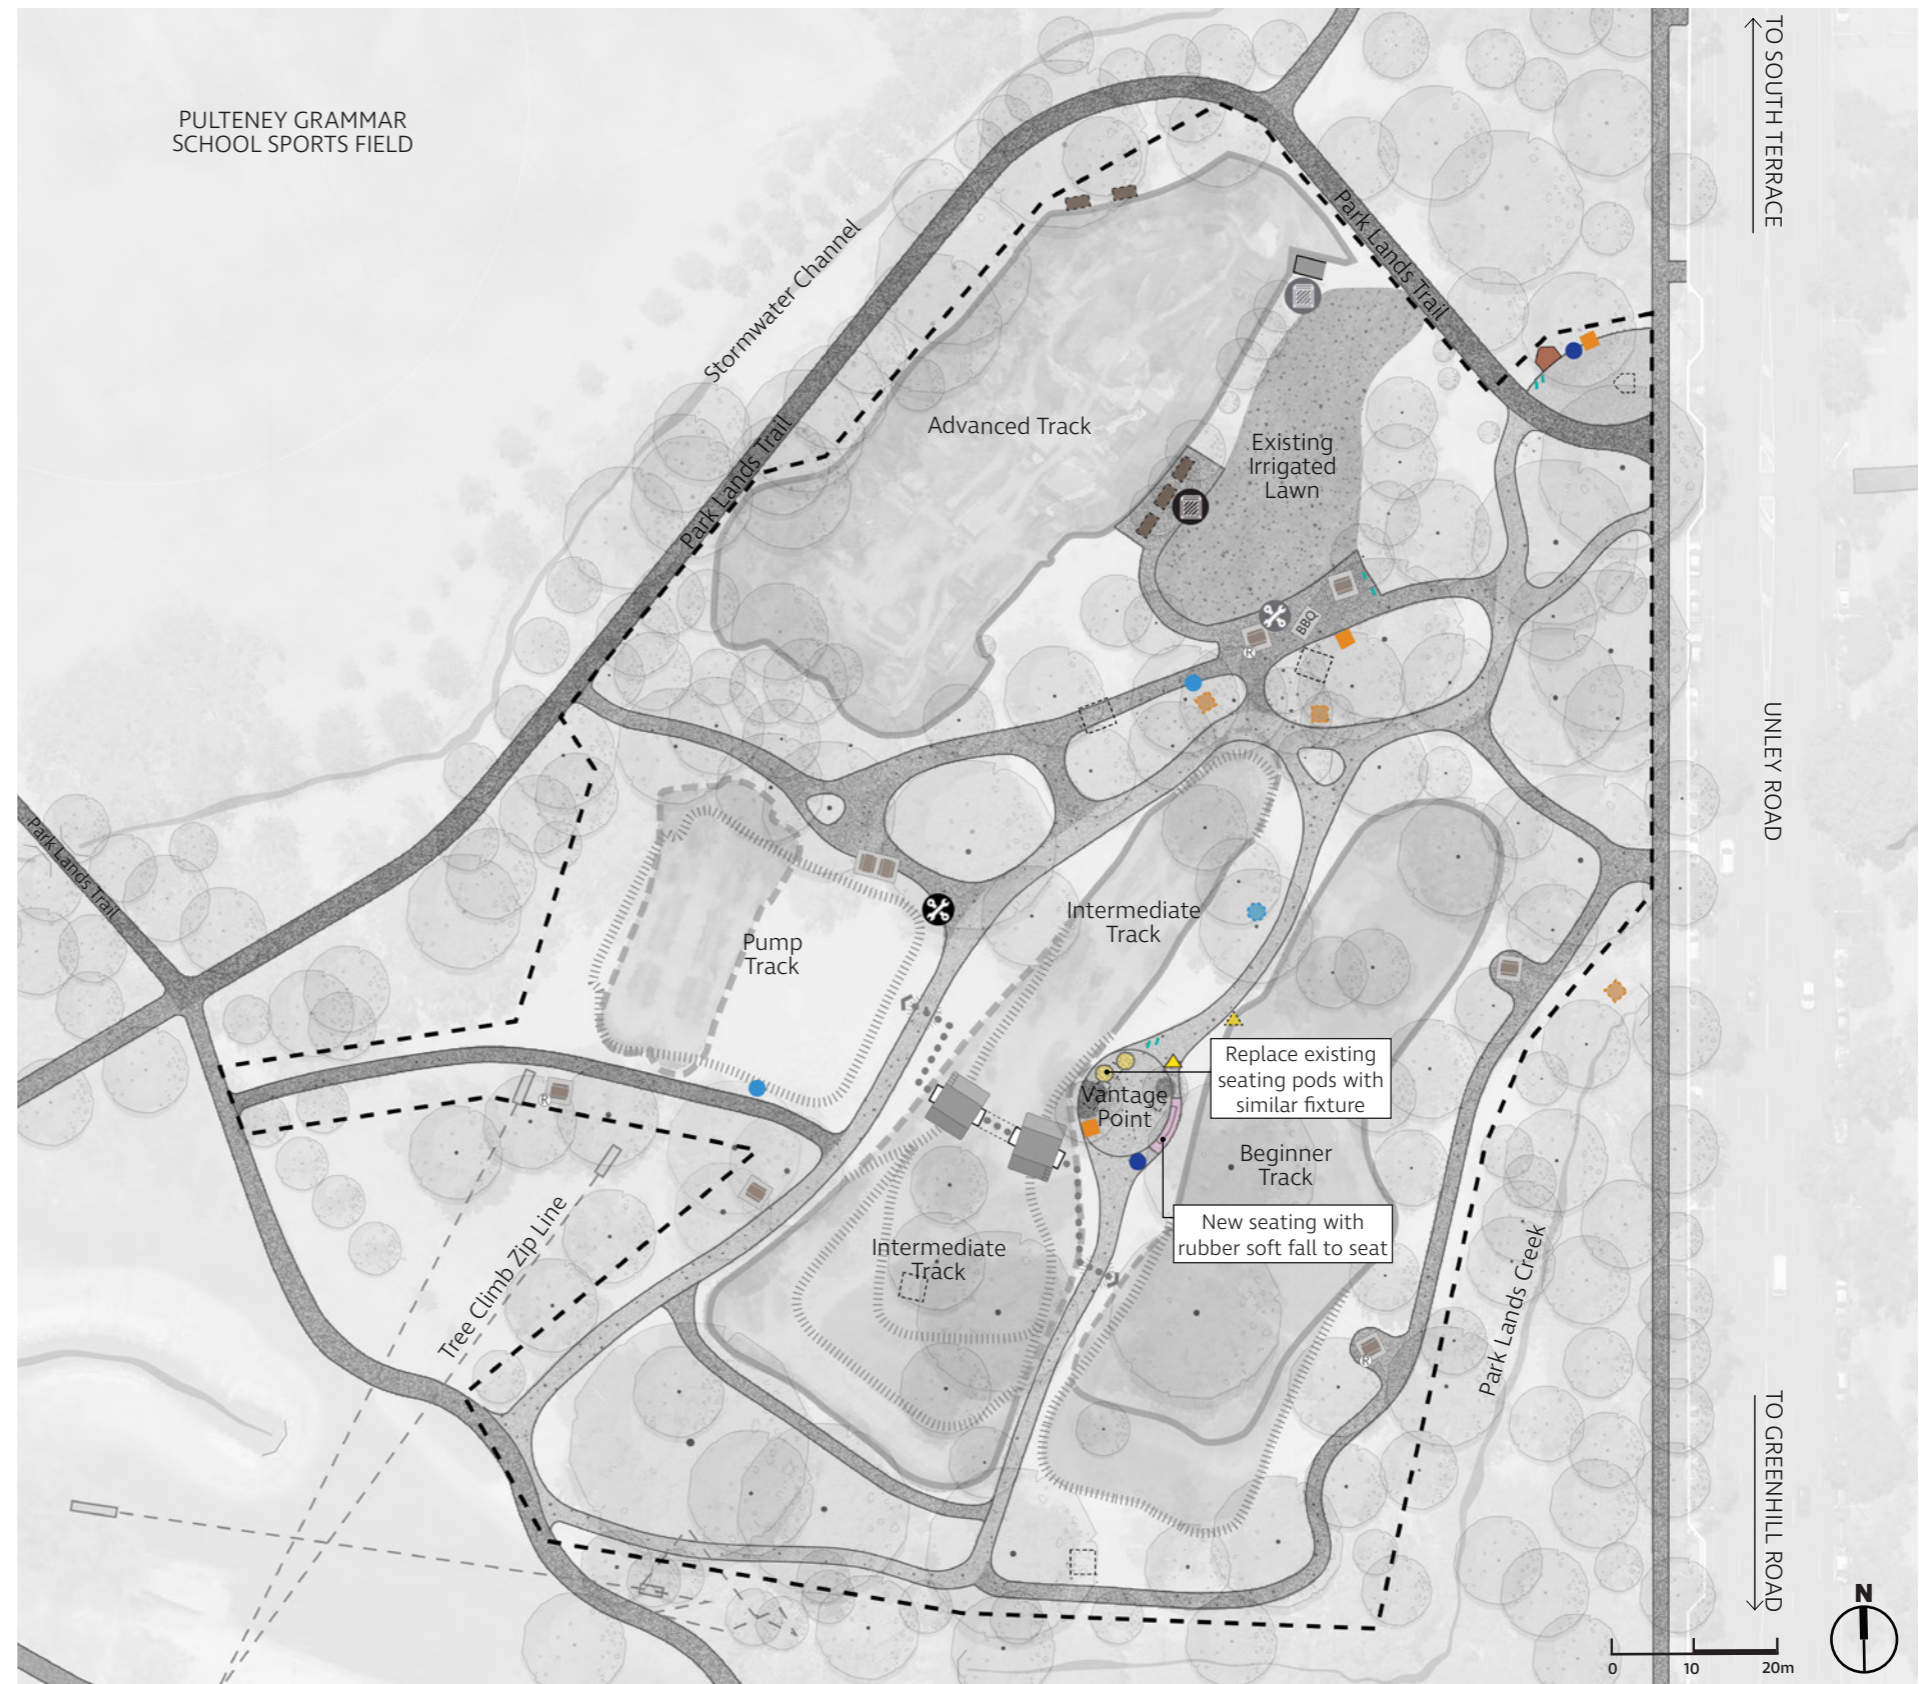 PULTENEY GRAMMAR
SCHOOL SPORTS FIELD
TO SOUTH TERRACE
Park Lands Trail
Stormwater Channel
Advanced Track
Existing
Irrigated
Lawn
Park Lands Trail
BBQ
R
UNLEY ROAD
Park Lands Trail
Intermediate
Track
Pump
Track
Replace existing
seating pods with
similar fixture
Vantage
Point
R
Beginner
Track
New seating with
rubber soft fall to seat
Tree Climb Zip Line
Intermediate
Track
Park Lands Creek
R
TO GREENHILL ROAD
N
0 10 20m